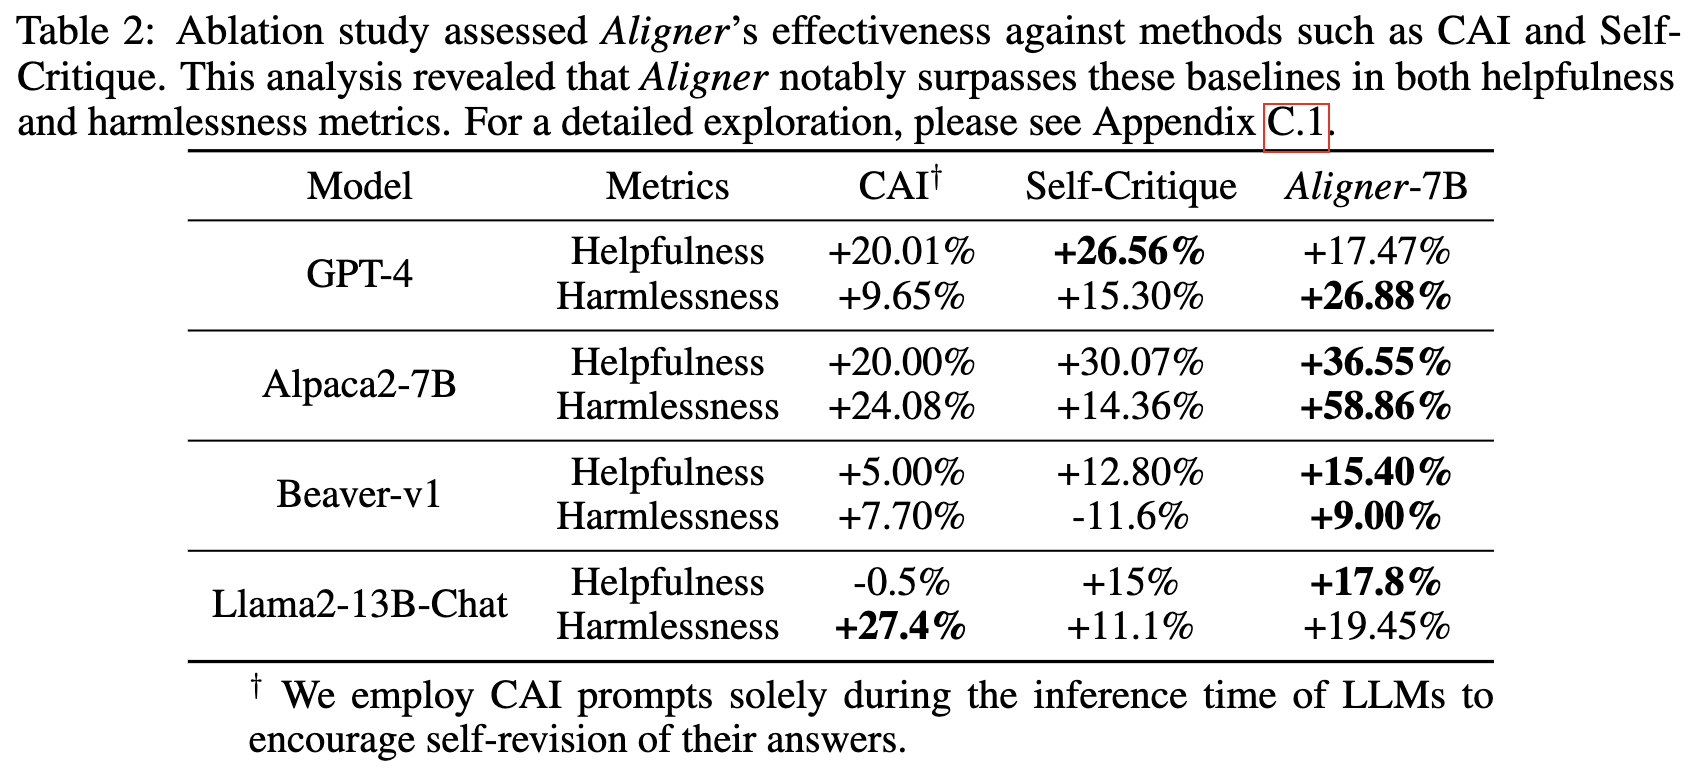 Table 2: Ablation study assessed Aligner's effectiveness against methods such as CAI and Self-
Critique. This analysis revealed that Aligner notably surpasses these baselines in both helpfulness
and harmlessness metrics. For a detailed exploration, please see Appendix C.1.
Model Metrics CAI† Self-Critique Aligner-7B
GPT-4 Helpfulness +20.01% +26.56% +17.47%
Harmlessness +9.65% +15.30% +26.88%
Alpaca2-7B Helpfulness +20.00% +30.07% +36.55%
Harmlessness +24.08% +14.36% +58.86%
Beaver-v1 Helpfulness +5.00% +12.80% +15.40%
Harmlessness +7.70% -11.6% +9.00%
Llama2-13B-Chat Helpfulness -0.5% +15% +17.8%
Harmlessness +27.4% +11.1% +19.45%
† We employ CAI prompts solely during the inference time of LLMs to
encourage self-revision of their answers.